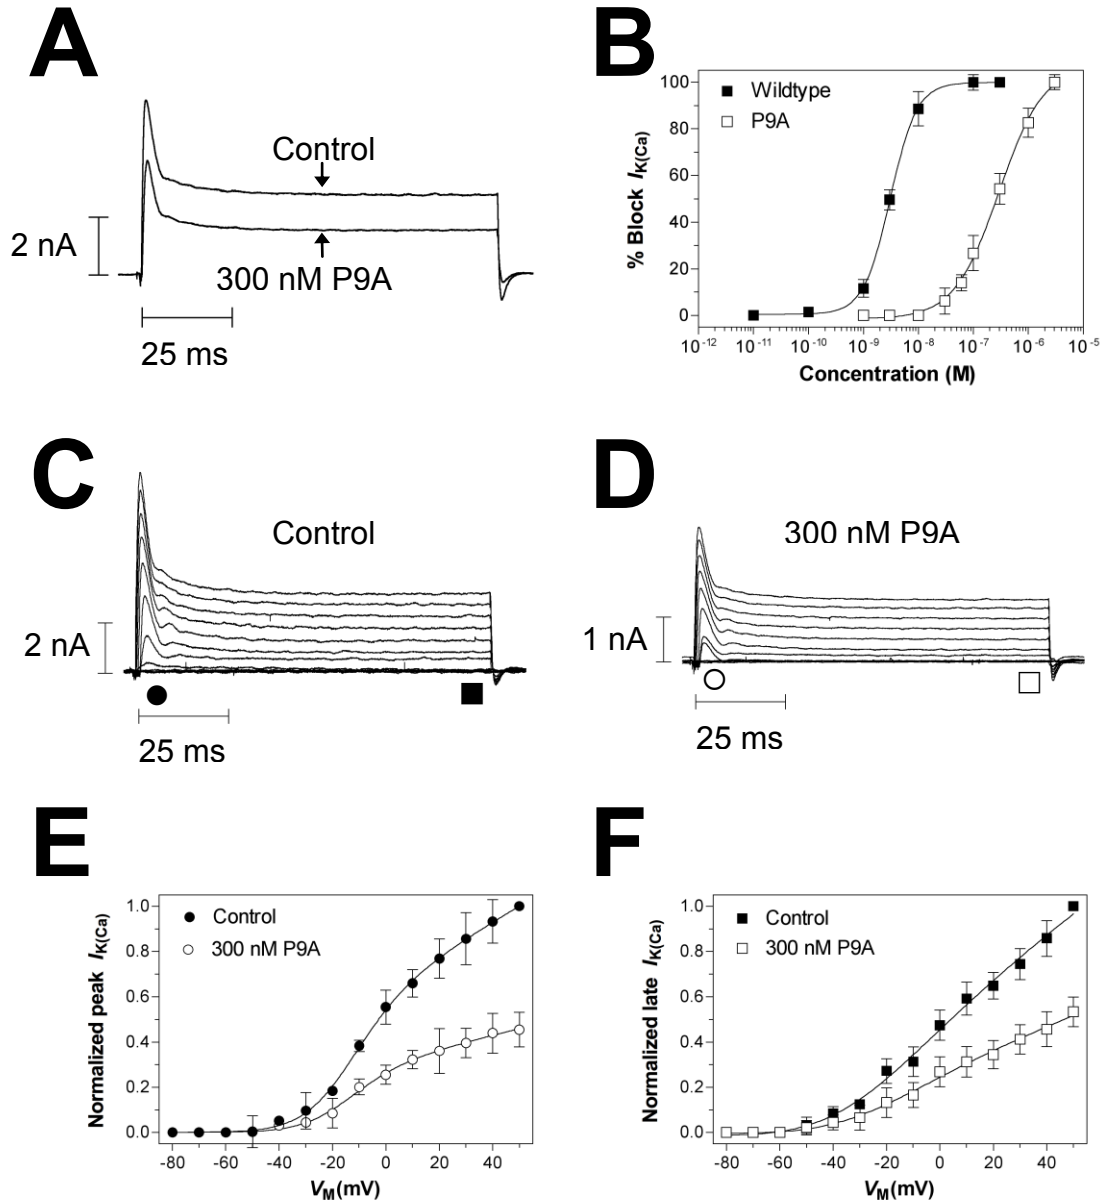 A
Control
2 nA
300 nM P9A
25 ms
B
Wildtype
P9A
% Block I K(Ca)
100
80
60
40
20
0
10-12 10-11 10-10 10-9 10-8 10-7 10-6 10-5
Concentration (M)
C
Control
2 nA
25 ms
D
300 nM P9A
1 nA
25 ms
E
Control
300 nM P9A
Normalized peak IK(Ca)
1.0
0.8
0.6
0.4
0.2
0.0
-80 -60 -40 -20 0 20 40
VM(mV)
F
Control
300 nM P9A
Normalized late IK(Ca)
1.0
0.8
0.6
0.4
0.2
0.0
-80 -60 -40 -20 0 20 40
VM(mV)